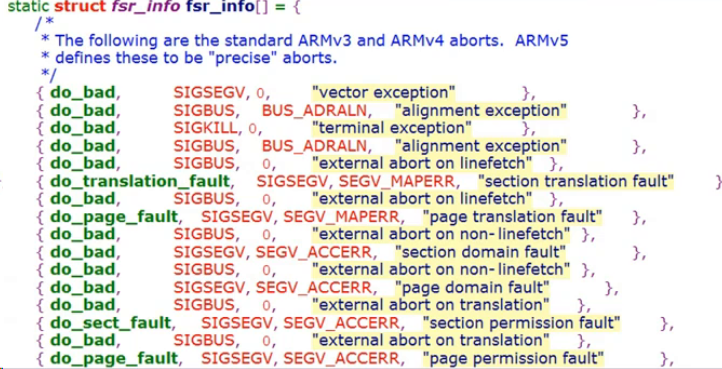 static struct fsr_info fsr_info[] = {
/*
* The following are the standard ARMv3 and ARMv4 aborts. ARMv5
* defines these to be "precise" aborts.
*/
{ do_bad, SIGSEGV, 0, "vector exception" },
{ do_bad, SIGBUS, BUS_ADRALN, "alignment exception" },
{ do_bad, SIGKILL, 0, "terminal exception" },
{ do_bad, SIGBUS, BUS_ADRALN, "alignment exception" },
{ do_bad, SIGBUS, 0, "external abort on linefetch" },
{ do_translation_fault, SIGSEGV, SEGV_MAPERR, "section translation fault" }
{ do_bad, SIGBUS, 0, "external abort on linefetch" },
{ do_page_fault, SIGSEGV, SEGV_MAPERR, "page translation fault" },
{ do_bad, SIGBUS, 0, "external abort on non-linefetch" },
{ do_bad, SIGSEGV, SEGV_ACCERR, "section domain fault" },
{ do_bad, SIGBUS, 0, "external abort on non-linefetch" },
{ do_bad, SIGSEGV, SEGV_ACCERR, "page domain fault" },
{ do_bad, SIGBUS, 0, "external abort on translation" },
{ do_sect_fault, SIGSEGV, SEGV_ACCERR, "section permission fault" },
{ do_bad, SIGBUS, 0, "external abort on translation" },
{ do_page_fault, SIGSEGV, SEGV_ACCERR, "page permission fault" },